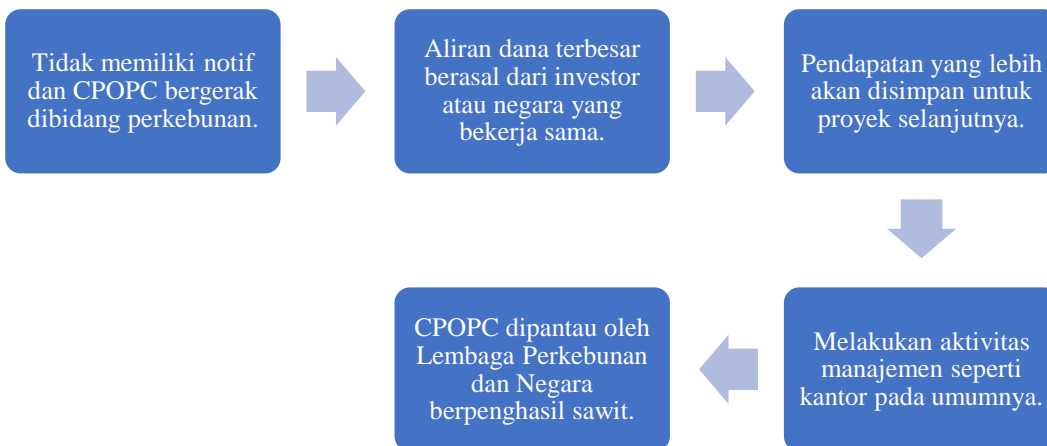 Tidak memiliki notif
dan CPOPC bergerak
dibidang perkebunan.
Aliran dana terbesar
berasal dari investor
atau negara yang
bekerja sama.
Pendapatan yang lebih
akan disimpan untuk
proyek selanjutnya.
Melakukan aktivitas
manajemen seperti
kantor pada umumnya.
CPOPC dipantau oleh
Lembaga Perkebunan
dan Negara
berpenghasil sawit.